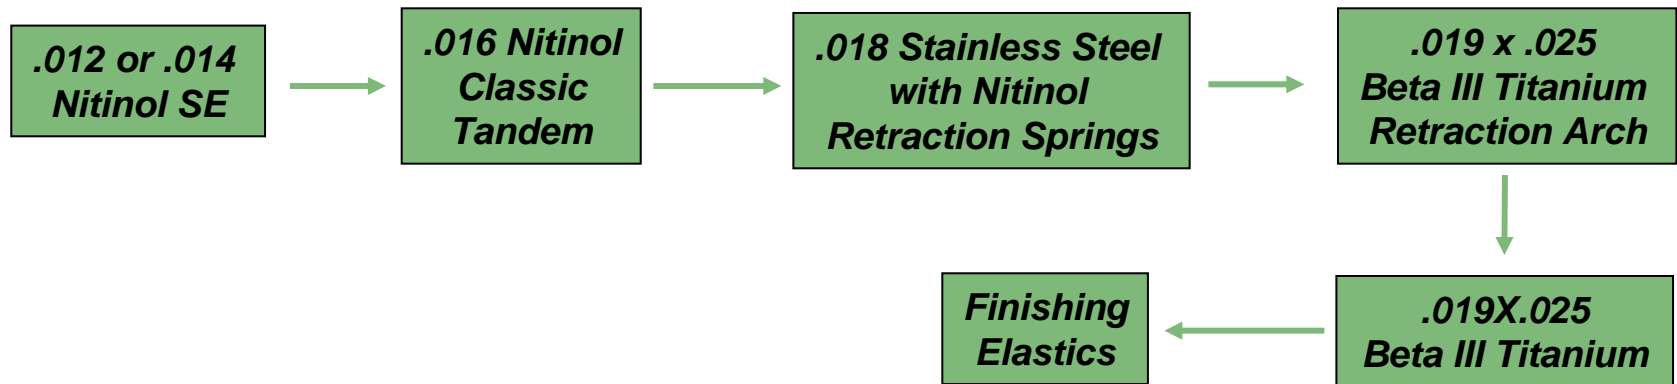 .012 or .014
Nitinol SE
.016 Nitinol
Classic
Tandem
.018 Stainless Steel
with Nitinol
Retraction Springs
.019 x .025
Beta III Titanium
Retraction Arch
.019X.025
Beta III Titanium
Finishing
Elastics